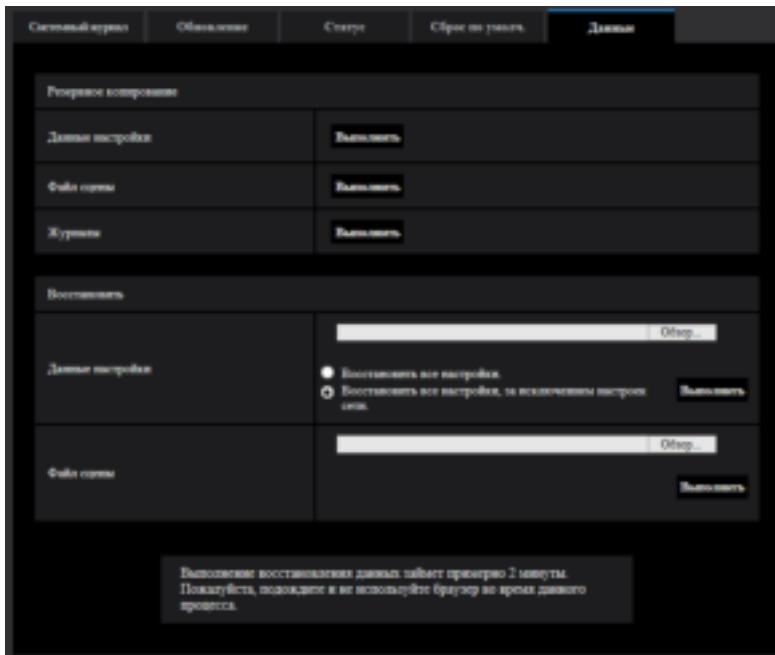 Системный журнал
Обновление
Статус
Сброс по умолч.
Данные
Резервное копирование
Данные настройки
Выполнить
Файл сцены
Выполнить
Журналы
Выполнить
Восстановить
Данные настройки
Обзор...
Восстановить все настройки.
Восстановить все настройки, за исключением настроек
сети.
Выполнить
Файл сцены
Обзор...
Выполнить
Выполнение восстановления данных займет примерно 2 минуты.
Пожалуйста, подождите и не используйте браузер во время данного
процесса.